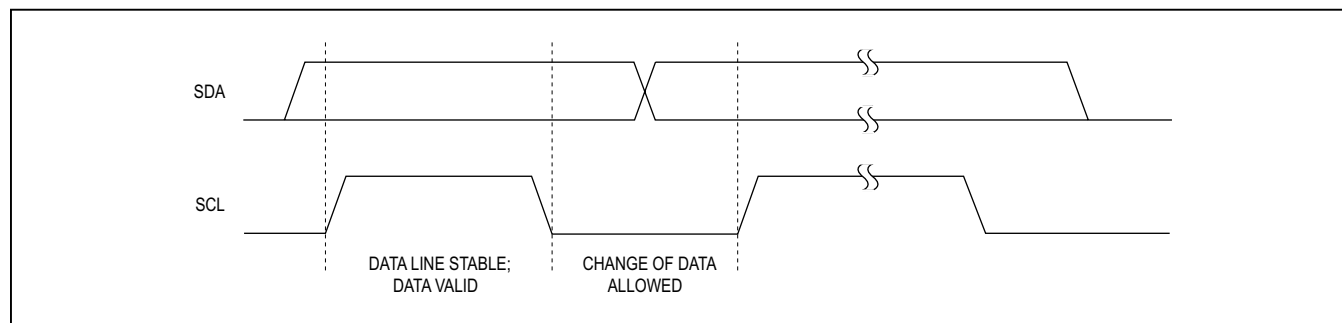 SDA
SCL
DATA LINE STABLE;
DATA VALID
CHANGE OF DATA
ALLOWED